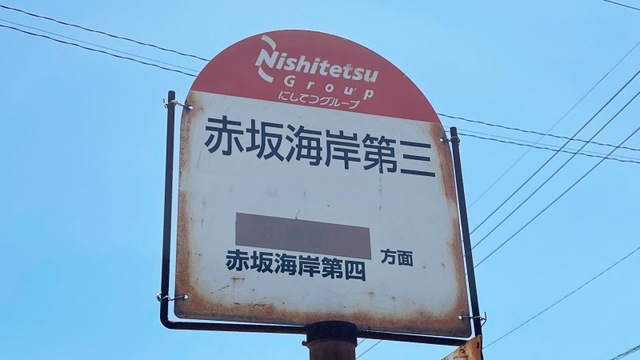 Nishitetsu
Group
にしてつグループ
赤坂海岸第三
赤坂海岸第四 方面